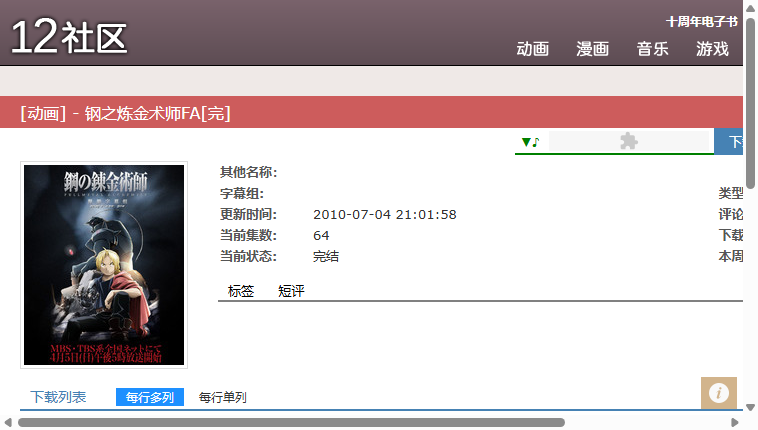 十周年电子书
12社区
动画 漫画 音乐 游戏
[动画] - 钢之炼金术师FA[完]
▼♪
其他名称:
字幕组: 类型
更新时间: 2010-07-04 21:01:58 评论
当前集数: 64 下载
当前状态: 完结 本周
鋼の錬金術師
标签 短评
MBS・TBS系全国ネットにて
4月5日(日)午後5時放送開始
下载列表 每行多列 每行单列